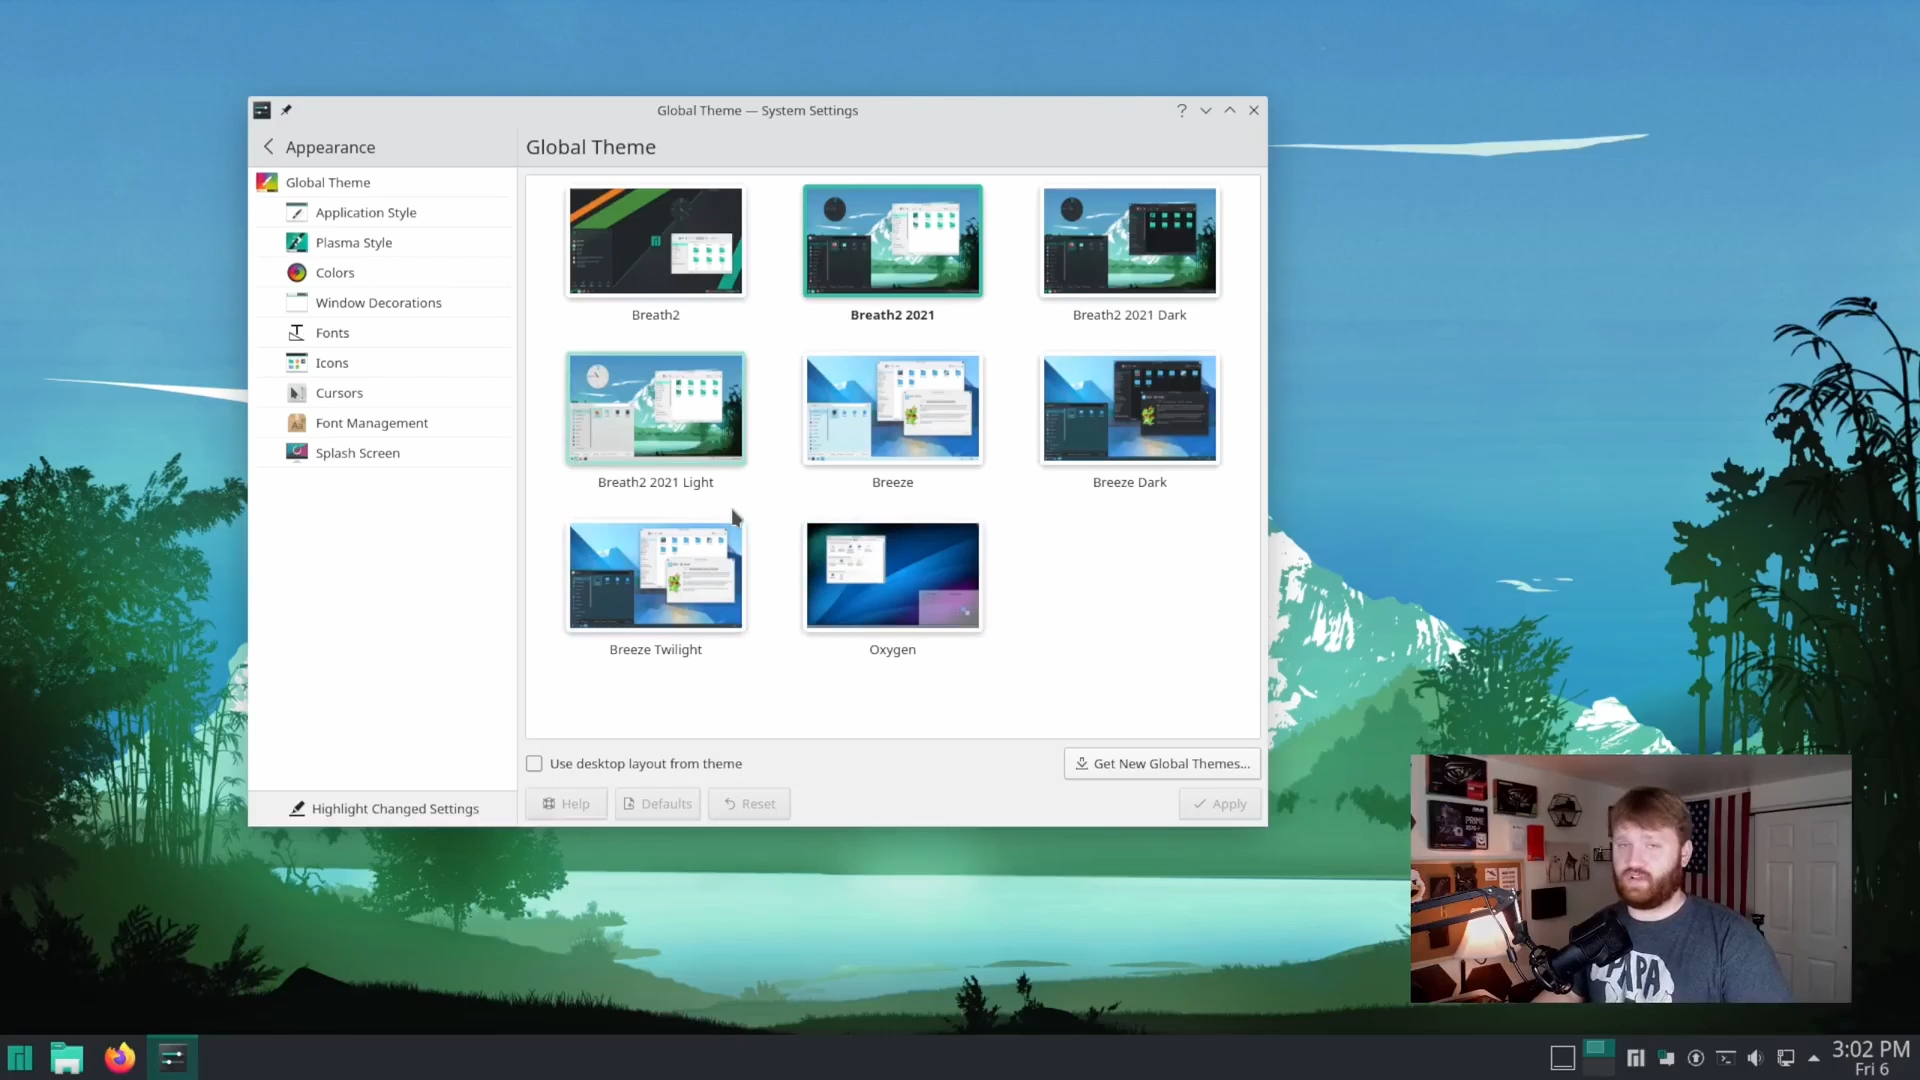 Global Theme — System Settings
Appearance
Global Theme
Global Theme
Application Style
Plasma Style
Colors
Window Decorations
Fonts
Icons
Cursors
Font Management
Splash Screen
Highlight Changed Settings
Breath2
Breath2 2021
Breath2 2021 Dark
Breath2 2021 Light
Breeze
Breeze Dark
Breeze Twilight
Oxygen
Use desktop layout from theme
Get New Global Themes...
Help
Defaults
Reset
Apply
PRIME
PAPA
3:02 PM
Fri 6